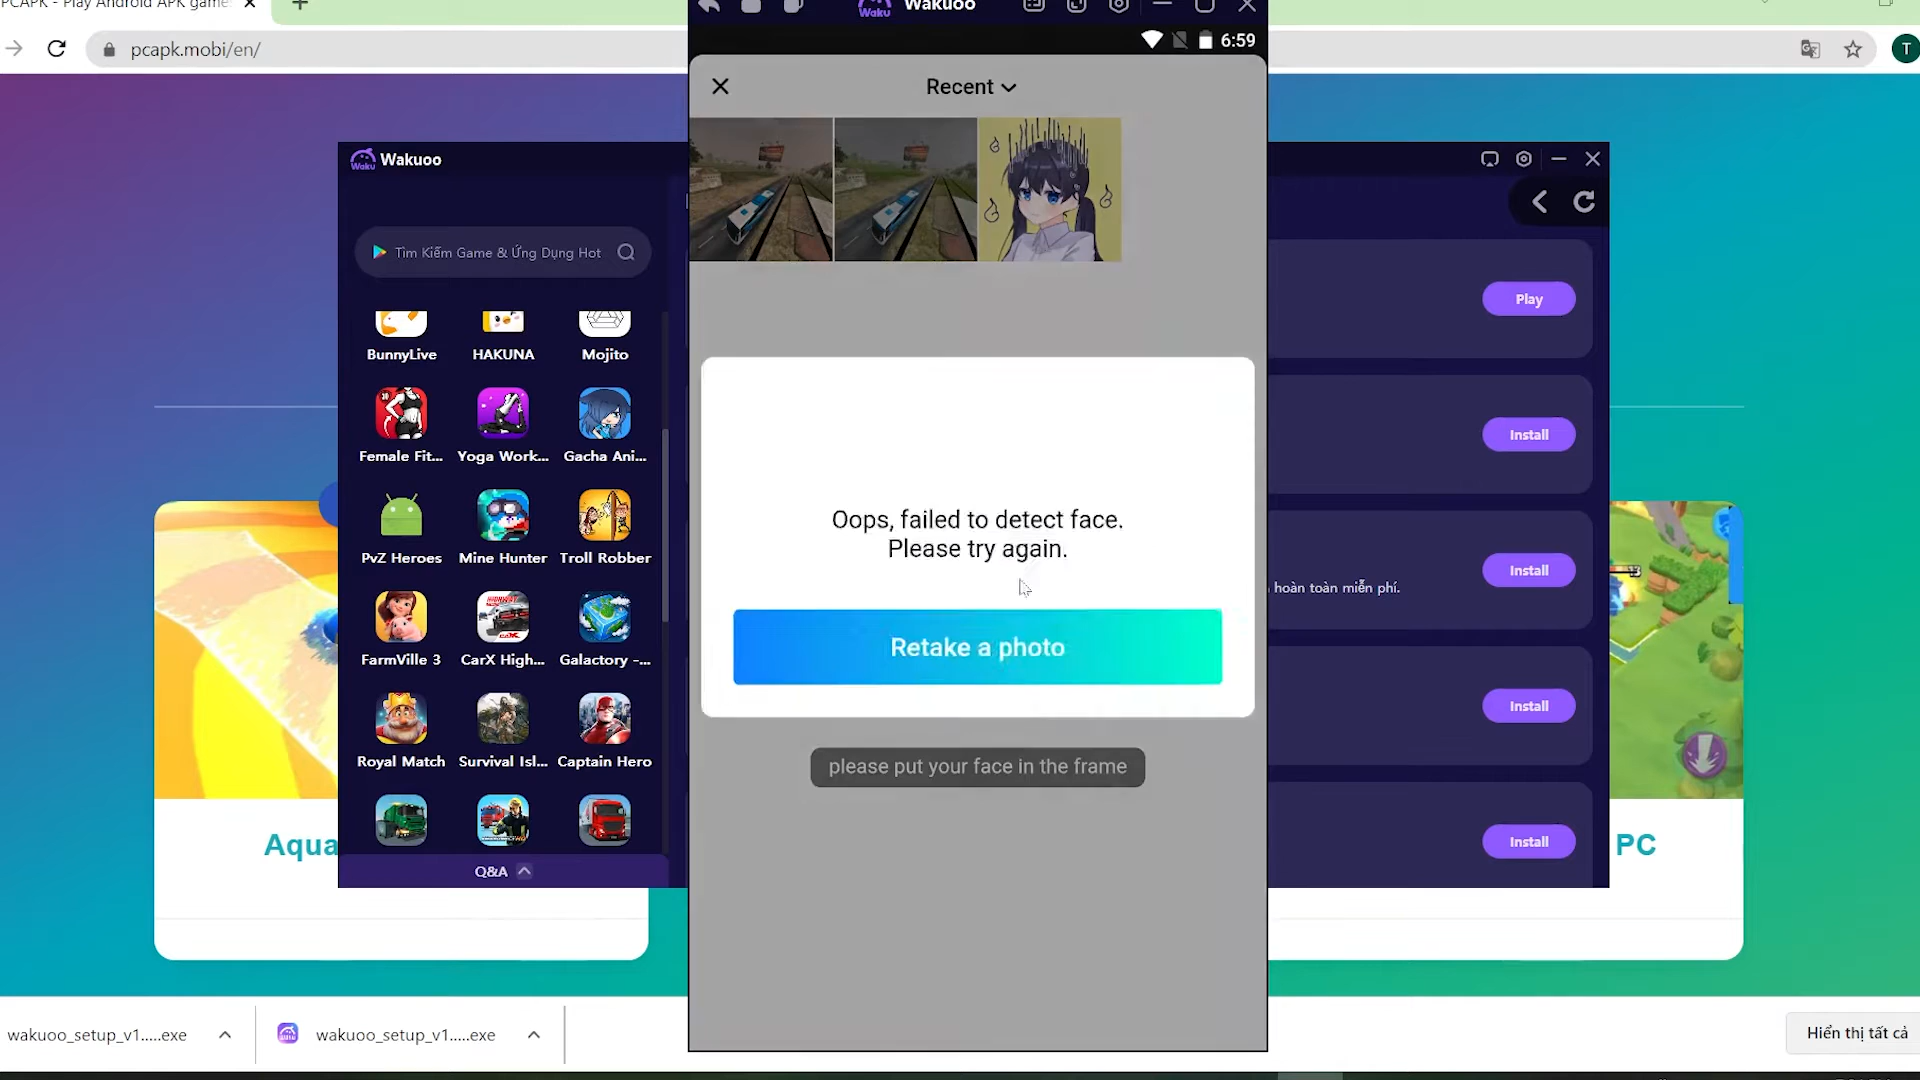 PCAPK - Play Android APK game
pcapk.mobi/en/
T
Waku
Wakuoo
6:59
Recent
Waku
Wakuoo
Tìm Kiếm Game & Ứng Dụng Hot
BunnyLive
HAKUNA
Mojito
Female Fit...
Yoga Work...
Gacha Ani...
PvZ Heroes
Mine Hunter
Troll Robber
FarmVille 3
CarX High...
Galactory -...
Royal Match
Survival Isl...
Captain Hero
Q&A
Oops, failed to detect face.
Please try again.
Retake a photo
please put your face in the frame
Play
Install
Install
hoàn toàn miễn phí.
Install
Install
13
Aqua
PC
wakuoo_setup_v1.....exe
wakuoo_setup_v1.....exe
Hiển thị tất cả